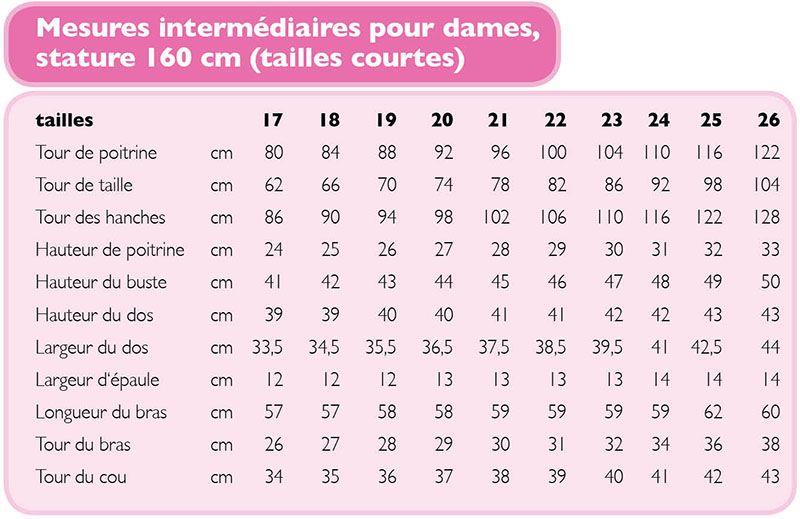 Mesures intermédiaires pour dames,
stature 160 cm (tailles courtes)
tailles 17 18 19 20 21 22 23 24 25 26
Tour de poitrine cm 80 84 88 92 96 100 104 110 116 122
Tour de taille cm 62 66 70 74 78 82 86 92 98 104
Tour des hanches cm 86 90 94 98 102 106 110 116 122 128
Hauteur de poitrine cm 24 25 26 27 28 29 30 31 32 33
Hauteur du buste cm 41 42 43 44 45 46 47 48 49 50
Hauteur du dos cm 39 39 40 40 41 41 42 42 43 43
Largeur du dos cm 33,5 34,5 35,5 36,5 37,5 38,5 39,5 41 42,5 44
Largeur d'épaule cm 12 12 12 13 13 13 13 14 14 14
Longueur du bras cm 57 57 58 58 59 59 59 59 62 60
Tour du bras cm 26 27 28 29 30 31 32 34 36 38
Tour du cou cm 34 35 36 37 38 39 40 41 42 43